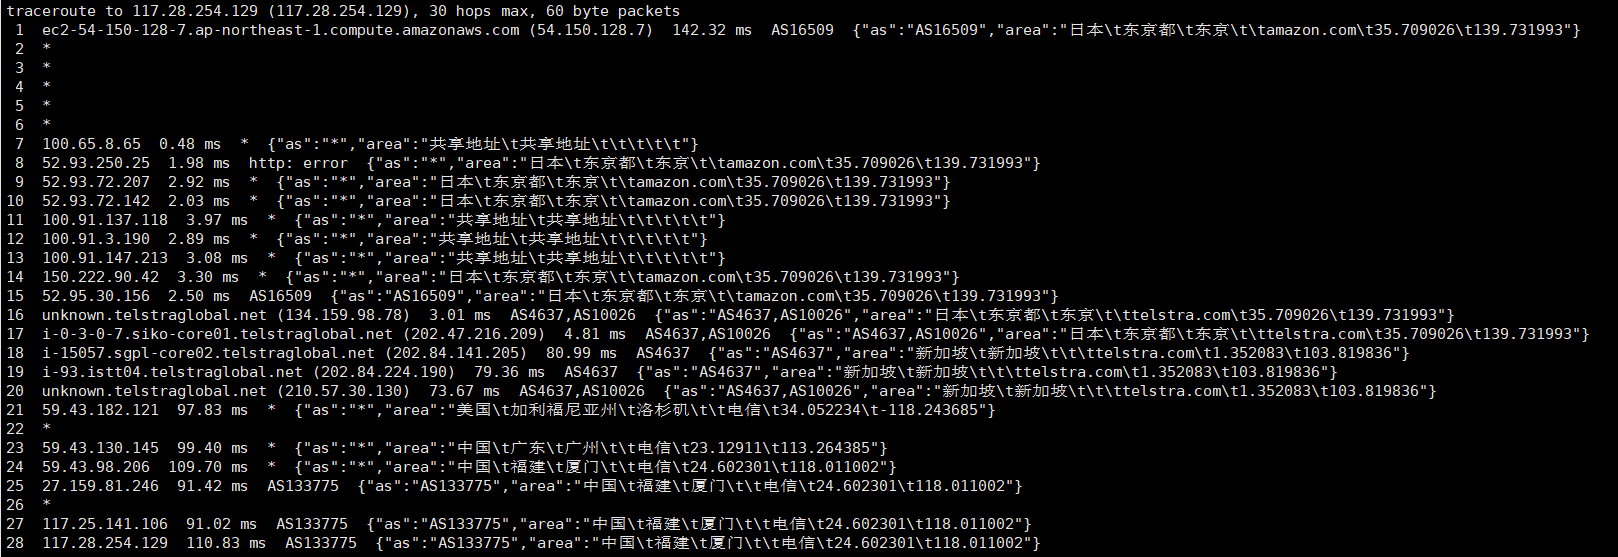 traceroute to 117.28.254.129 (117.28.254.129), 30 hops max, 60 byte packets
1 ec2-54-150-128-7.ap-northeast-1.compute.amazonaws.com (54.150.128.7) 142.32 ms AS16509 {"as":"AS16509","area":"日本\t东京都\t东京\t\tamazon.com\t35.709026\t139.731993"}
2 *
3 *
4 *
5 *
6 *
7 100.65.8.65 0.48 ms * {"as":"*","area":"共享地址\t共享地址\t\t\t\t\t"}
8 52.93.250.25 1.98 ms http: error {"as":"*","area":"日本\t东京都\t东京\t\tamazon.com\t35.709026\t139.731993"}
9 52.93.72.207 2.92 ms * {"as":"*","area":"日本\t东京都\t东京\t\tamazon.com\t35.709026\t139.731993"}
10 52.93.72.142 2.03 ms * {"as":"*","area":"日本\t东京都\t东京\t\tamazon.com\t35.709026\t139.731993"}
11 100.91.137.118 3.97 ms * {"as":"*","area":"共享地址\t共享地址\t\t\t\t\t"}
12 100.91.3.190 2.89 ms * {"as":"*","area":"共享地址\t共享地址\t\t\t\t\t"}
13 100.91.147.213 3.08 ms * {"as":"*","area":"共享地址\t共享地址\t\t\t\t\t"}
14 150.222.90.42 3.30 ms * {"as":"*","area":"日本\t东京都\t东京\t\tamazon.com\t35.709026\t139.731993"}
15 52.95.30.156 2.50 ms AS16509 {"as":"AS16509","area":"日本\t东京都\t东京\t\tamazon.com\t35.709026\t139.731993"}
16 unknown.telstraglobal.net (134.159.98.78) 3.01 ms AS4637,AS10026 {"as":"AS4637,AS10026","area":"日本\t东京都\t东京\t\ttelstra.com\t35.709026\t139.731993"}
17 i-0-3-0-7.siko-core01.telstraglobal.net (202.47.216.209) 4.81 ms AS4637,AS10026 {"as":"AS4637,AS10026","area":"日本\t东京都\t东京\t\ttelstra.com\t35.709026\t139.731993"}
18 i-15057.sgpl-core02.telstraglobal.net (202.84.141.205) 80.99 ms AS4637 {"as":"AS4637","area":"新加坡\t新加坡\t\t\ttelstra.com\t1.352083\t103.819836"}
19 i-93.istt04.telstraglobal.net (202.84.224.190) 79.36 ms AS4637 {"as":"AS4637","area":"新加坡\t新加坡\t\t\ttelstra.com\t1.352083\t103.819836"}
20 unknown.telstraglobal.net (210.57.30.130) 73.67 ms AS4637,AS10026 {"as":"AS4637,AS10026","area":"新加坡\t新加坡\t\t\ttelstra.com\t1.352083\t103.819836"}
21 59.43.182.121 97.83 ms * {"as":"*","area":"美国\t加利福尼亚州\t洛杉矶\t\t电信\t34.052234\t-118.243685"}
22 *
23 59.43.130.145 99.40 ms * {"as":"*","area":"中国\t广东\t广州\t\t电信\t23.12911\t113.264385"}
24 59.43.98.206 109.70 ms * {"as":"*","area":"中国\t福建\t厦门\t\t电信\t24.602301\t118.011002"}
25 27.159.81.246 91.42 ms AS133775 {"as":"AS133775","area":"中国\t福建\t厦门\t\t电信\t24.602301\t118.011002"}
26 *
27 117.25.141.106 91.02 ms AS133775 {"as":"AS133775","area":"中国\t福建\t厦门\t\t电信\t24.602301\t118.011002"}
28 117.28.254.129 110.83 ms AS133775 {"as":"AS133775","area":"中国\t福建\t厦门\t\t电信\t24.602301\t118.011002"}